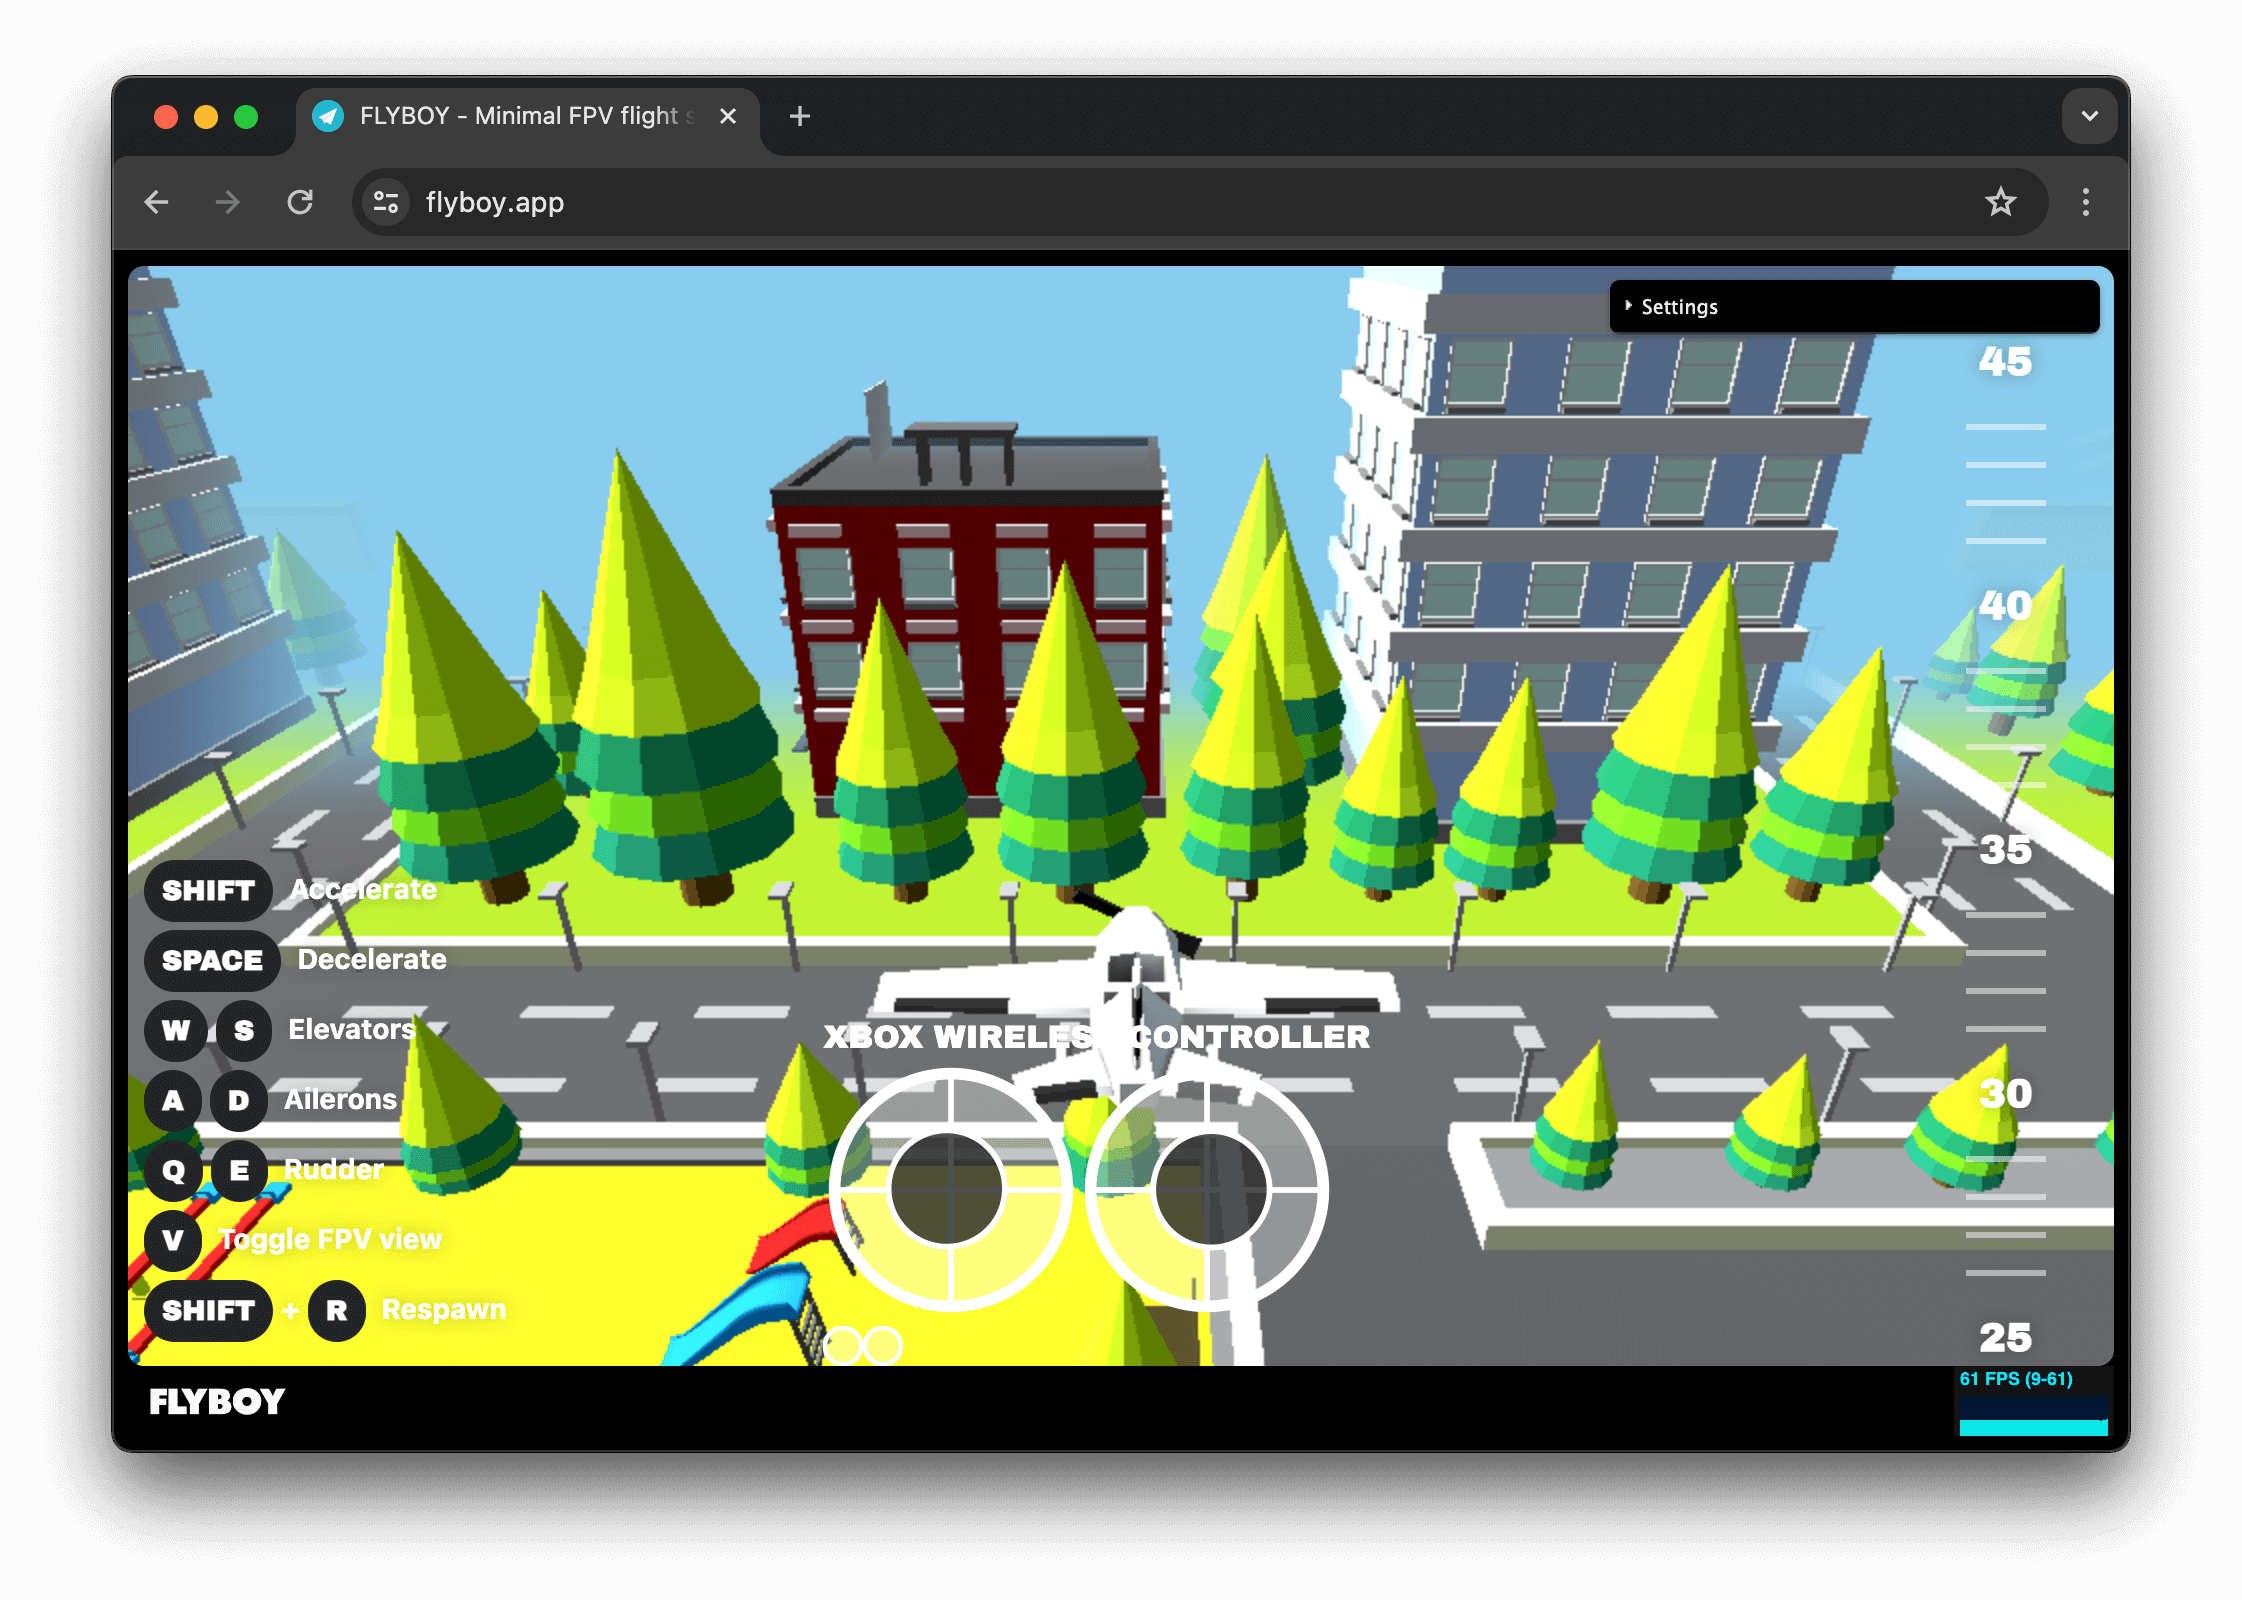 FLYBOY - Minimal FPV flight s
flyboy.app
Settings
45
40
35
30
25
SHIFT Accelerate
SPACE Decelerate
W S Elevators
A D Ailerons
Q E Rudder
V Toggle FPV view
SHIFT + R Respawn
XBOX WIRELESS CONTROLLER
FLYBOY
61 FPS (9-61)